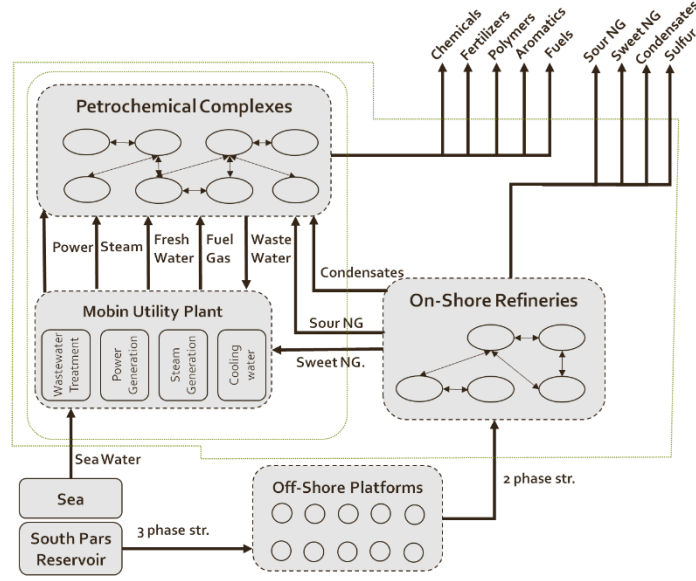 Chemicals
Fertilizers
Polymers
Aromatics
Fuels
Sour NG
Sweet NG
Condensates
Sulfur
Petrochemical Complexes
Power
Steam
Fresh
Water
Fuel
Gas
Waste
Water
Condensates
On-Shore Refineries
Mobin Utility Plant
Sour NG
Sweet NG.
Wastewater
Treatment
Power
Generation
Steam
Generation
Cooling
water
Sea Water
2 phase str.
Sea
Off-Shore Platforms
South Pars
Reservoir
3 phase str.